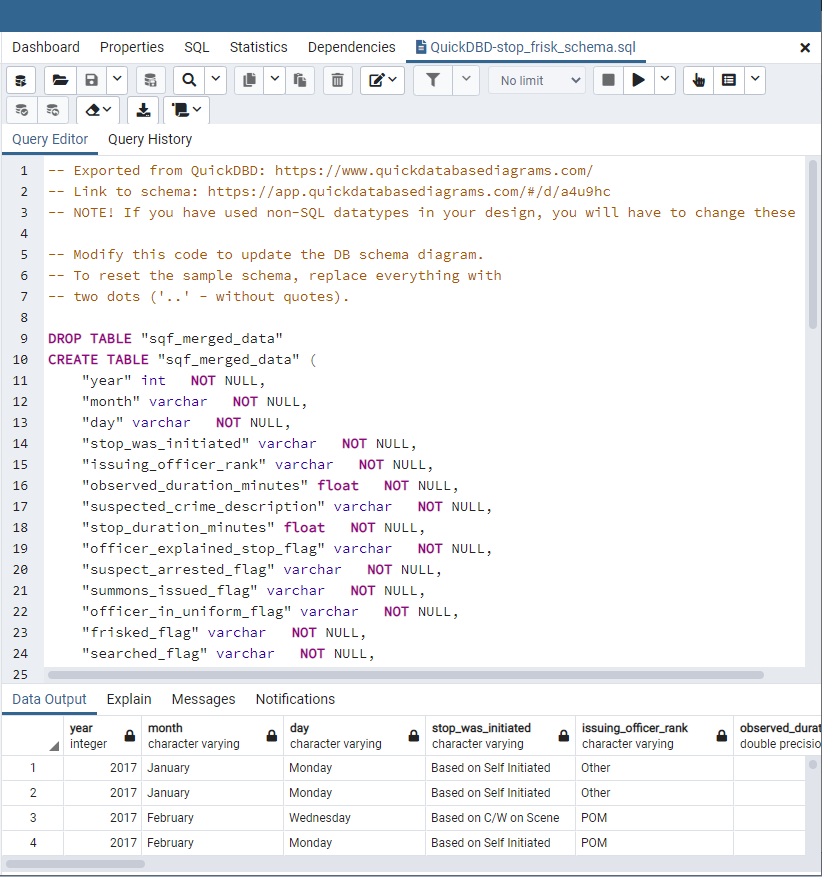 Dashboard Properties SQL Statistics Dependencies QuickDBD-stop_frisk_schema.sql
No limit
Query Editor Query History
1 -- Exported from QuickDBD: https://www.quickdatabasediagrams.com/
2 -- Link to schema: https://app.quickdatabasediagrams.com/#/d/a4u9hc
3 -- NOTE! If you have used non-SQL datatypes in your design, you will have to change these
4
5 -- Modify this code to update the DB schema diagram.
6 -- To reset the sample schema, replace everything with
7 -- two dots ('..' - without quotes).
8
9 DROP TABLE "sqf_merged_data"
10 CREATE TABLE "sqf_merged_data" (
11 "year" int NOT NULL,
12 "month" varchar NOT NULL,
13 "day" varchar NOT NULL,
14 "stop_was_initiated" varchar NOT NULL,
15 "issuing_officer_rank" varchar NOT NULL,
16 "observed_duration_minutes" float NOT NULL,
17 "suspected_crime_description" varchar NOT NULL,
18 "stop_duration_minutes" float NOT NULL,
19 "officer_explained_stop_flag" varchar NOT NULL,
20 "suspect_arrested_flag" varchar NOT NULL,
21 "summons_issued_flag" varchar NOT NULL,
22 "officer_in_uniform_flag" varchar NOT NULL,
23 "frisked_flag" varchar NOT NULL,
24 "searched_flag" varchar NOT NULL,
25
Data Output Explain Messages Notifications
year month day stop_was_initiated issuing_officer_rank observed_durat
integer character varying character varying character varying character varying double precisio
1 2017 January Monday Based on Self Initiated Other
2 2017 January Monday Based on Self Initiated Other
3 2017 February Wednesday Based on C/W on Scene POM
4 2017 February Monday Based on Self Initiated POM